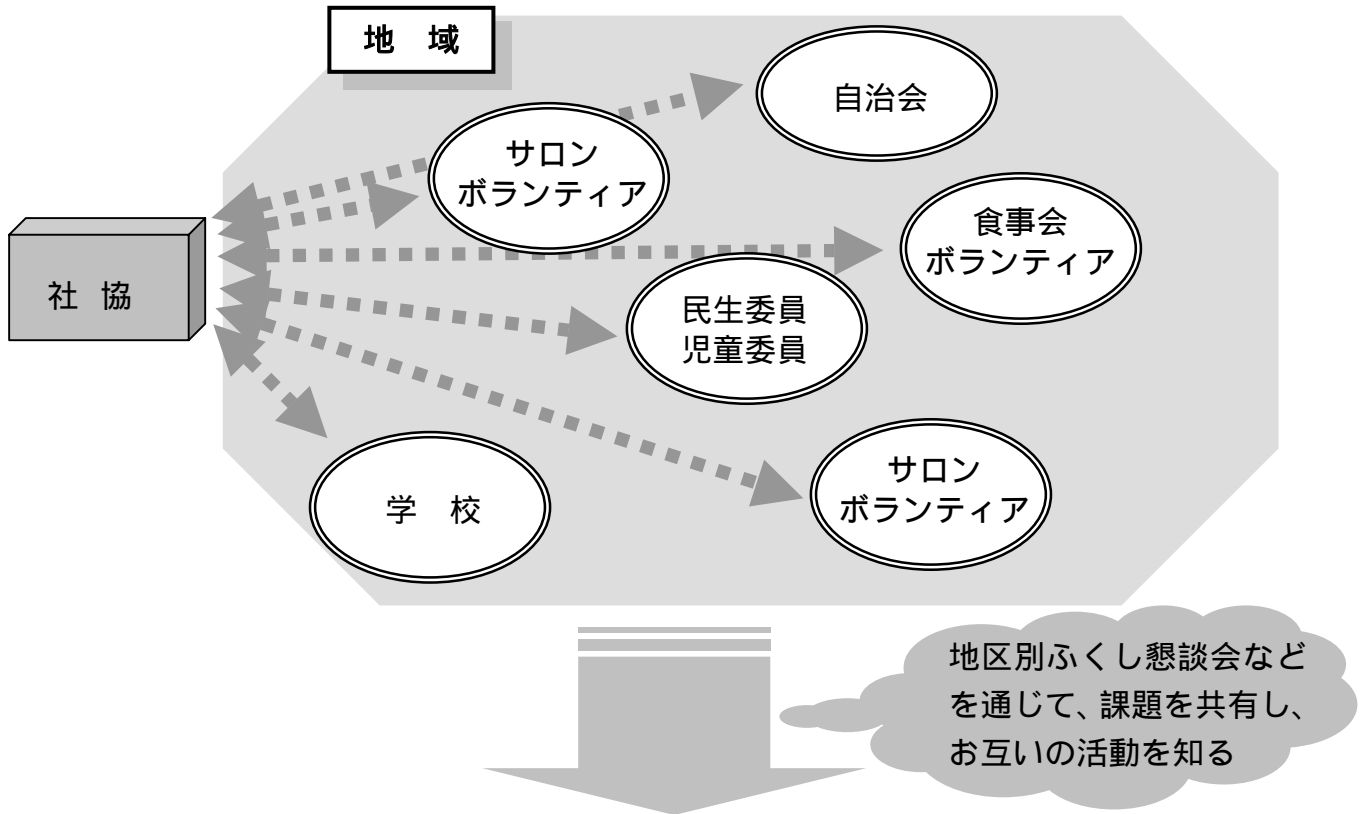 地　域
自治会
サロン
ボランティア
食事会
ボランティア
社 協
民生委員
児童委員
サロン
ボランティア
学　校
地区別ふくし懇談会など
を通じて、課題を共有し、
お互いの活動を知る